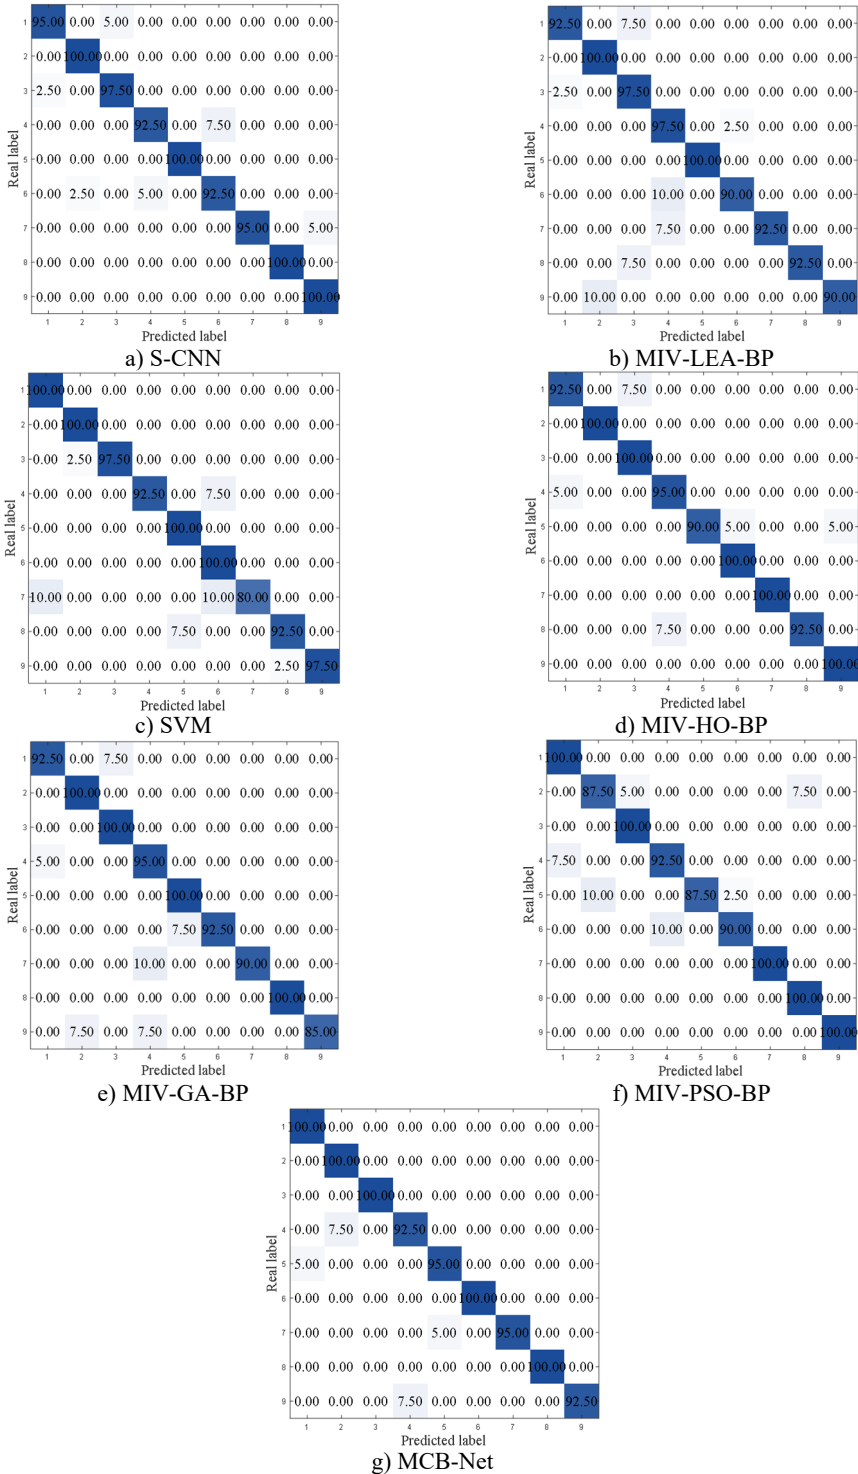 Real label
1 95.00 0.00 5.00 0.00 0.00 0.00 0.00 0.00 0.00
2 0.00 100.00 0.00 0.00 0.00 0.00 0.00 0.00 0.00
3 2.50 0.00 97.50 0.00 0.00 0.00 0.00 0.00 0.00
4 0.00 0.00 0.00 92.50 0.00 7.50 0.00 0.00 0.00
5 0.00 0.00 0.00 0.00 100.00 0.00 0.00 0.00 0.00
6 0.00 2.50 0.00 5.00 0.00 92.50 0.00 0.00 0.00
7 0.00 0.00 0.00 0.00 0.00 0.00 95.00 0.00 5.00
8 0.00 0.00 0.00 0.00 0.00 0.00 0.00 100.00 0.00
9 0.00 0.00 0.00 0.00 0.00 0.00 0.00 0.00 100.00
1 2 3 4 5 6 7 8 9
Predicted label
a) S-CNN
Real label
1 92.50 0.00 7.50 0.00 0.00 0.00 0.00 0.00 0.00
2 0.00 100.00 0.00 0.00 0.00 0.00 0.00 0.00 0.00
3 2.50 0.00 97.50 0.00 0.00 0.00 0.00 0.00 0.00
4 0.00 0.00 0.00 97.50 0.00 2.50 0.00 0.00 0.00
5 0.00 0.00 0.00 0.00 100.00 0.00 0.00 0.00 0.00
6 0.00 0.00 0.00 10.00 0.00 90.00 0.00 0.00 0.00
7 0.00 0.00 0.00 7.50 0.00 0.00 92.50 0.00 0.00
8 0.00 0.00 7.50 0.00 0.00 0.00 0.00 92.50 0.00
9 0.00 10.00 0.00 0.00 0.00 0.00 0.00 0.00 90.00
1 2 3 4 5 6 7 8 9
Predicted label
b) MIV-LEA-BP
Real label
1 100.00 0.00 0.00 0.00 0.00 0.00 0.00 0.00 0.00
2 0.00 100.00 0.00 0.00 0.00 0.00 0.00 0.00 0.00
3 0.00 2.50 97.50 0.00 0.00 0.00 0.00 0.00 0.00
4 0.00 0.00 0.00 92.50 0.00 7.50 0.00 0.00 0.00
5 0.00 0.00 0.00 0.00 100.00 0.00 0.00 0.00 0.00
6 0.00 0.00 0.00 0.00 0.00 100.00 0.00 0.00 0.00
7 10.00 0.00 0.00 0.00 0.00 10.00 80.00 0.00 0.00
8 0.00 0.00 0.00 0.00 7.50 0.00 0.00 92.50 0.00
9 0.00 0.00 0.00 0.00 0.00 0.00 0.00 2.50 97.50
1 2 3 4 5 6 7 8 9
Predicted label
c) SVM
Real label
1 92.50 0.00 7.50 0.00 0.00 0.00 0.00 0.00 0.00
2 0.00 100.00 0.00 0.00 0.00 0.00 0.00 0.00 0.00
3 0.00 0.00 100.00 0.00 0.00 0.00 0.00 0.00 0.00
4 5.00 0.00 0.00 95.00 0.00 0.00 0.00 0.00 0.00
5 0.00 0.00 0.00 0.00 90.00 5.00 0.00 0.00 5.00
6 0.00 0.00 0.00 0.00 0.00 100.00 0.00 0.00 0.00
7 0.00 0.00 0.00 0.00 0.00 0.00 100.00 0.00 0.00
8 0.00 0.00 0.00 7.50 0.00 0.00 0.00 92.50 0.00
9 0.00 0.00 0.00 0.00 0.00 0.00 0.00 0.00 100.00
1 2 3 4 5 6 7 8 9
Predicted label
d) MIV-HO-BP
Real label
1 92.50 0.00 7.50 0.00 0.00 0.00 0.00 0.00 0.00
2 0.00 100.00 0.00 0.00 0.00 0.00 0.00 0.00 0.00
3 0.00 0.00 100.00 0.00 0.00 0.00 0.00 0.00 0.00
4 5.00 0.00 0.00 95.00 0.00 0.00 0.00 0.00 0.00
5 0.00 0.00 0.00 0.00 100.00 0.00 0.00 0.00 0.00
6 0.00 0.00 0.00 0.00 7.50 92.50 0.00 0.00 0.00
7 0.00 0.00 0.00 10.00 0.00 0.00 90.00 0.00 0.00
8 0.00 0.00 0.00 0.00 0.00 0.00 0.00 100.00 0.00
9 0.00 7.50 0.00 7.50 0.00 0.00 0.00 0.00 85.00
1 2 3 4 5 6 7 8 9
Predicted label
e) MIV-GA-BP
Real label
1 100.00 0.00 0.00 0.00 0.00 0.00 0.00 0.00 0.00
2 0.00 87.50 5.00 0.00 0.00 0.00 0.00 7.50 0.00
3 0.00 0.00 100.00 0.00 0.00 0.00 0.00 0.00 0.00
4 7.50 0.00 0.00 92.50 0.00 0.00 0.00 0.00 0.00
5 0.00 10.00 0.00 0.00 87.50 2.50 0.00 0.00 0.00
6 0.00 0.00 0.00 10.00 0.00 90.00 0.00 0.00 0.00
7 0.00 0.00 0.00 0.00 0.00 0.00 100.00 0.00 0.00
8 0.00 0.00 0.00 0.00 0.00 0.00 0.00 100.00 0.00
9 0.00 0.00 0.00 0.00 0.00 0.00 0.00 0.00 100.00
1 2 3 4 5 6 7 8 9
Predicted label
f) MIV-PSO-BP
Real label
1 100.00 0.00 0.00 0.00 0.00 0.00 0.00 0.00 0.00
2 0.00 100.00 0.00 0.00 0.00 0.00 0.00 0.00 0.00
3 0.00 0.00 100.00 0.00 0.00 0.00 0.00 0.00 0.00
4 0.00 7.50 0.00 92.50 0.00 0.00 0.00 0.00 0.00
5 5.00 0.00 0.00 0.00 95.00 0.00 0.00 0.00 0.00
6 0.00 0.00 0.00 0.00 0.00 100.00 0.00 0.00 0.00
7 0.00 0.00 0.00 0.00 5.00 0.00 95.00 0.00 0.00
8 0.00 0.00 0.00 0.00 0.00 0.00 0.00 100.00 0.00
9 0.00 0.00 0.00 7.50 0.00 0.00 0.00 0.00 92.50
1 2 3 4 5 6 7 8 9
Predicted label
g) MCB-Net